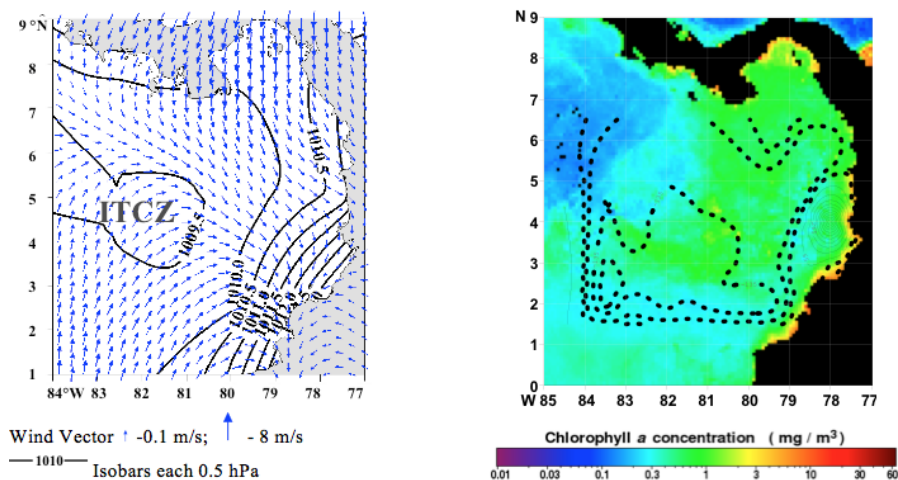 9 °N
8
7
6
5
4
3
2
1
84°W 83 82 81 80 79 78 77
1010.5
ITCZ
1009.5
1010.0
1010.5
Wind Vector -0.1 m/s; - 8 m/s
1010 Isobars each 0.5 hPa
N 9
8
7
6
5
4
3
2
1
0
W 85 84 83 82 81 80 79 78 77
Chlorophyll a concentration ( mg / m³ )
0.01 0.03 0.1 0.3 1 3 10 30 60